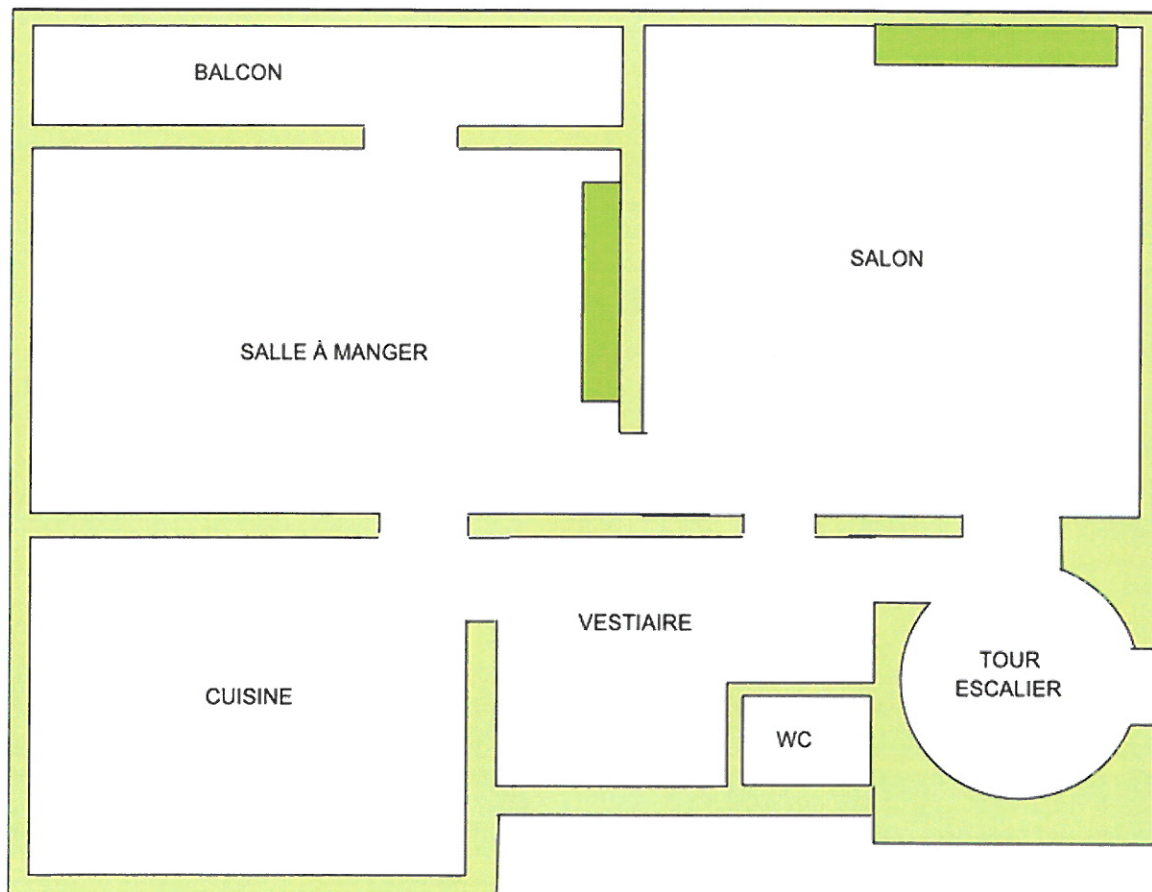 BALCON
SALON
SALLE À MANGER
VESTIAIRE
TOUR
ESCALIER
CUISINE
WC